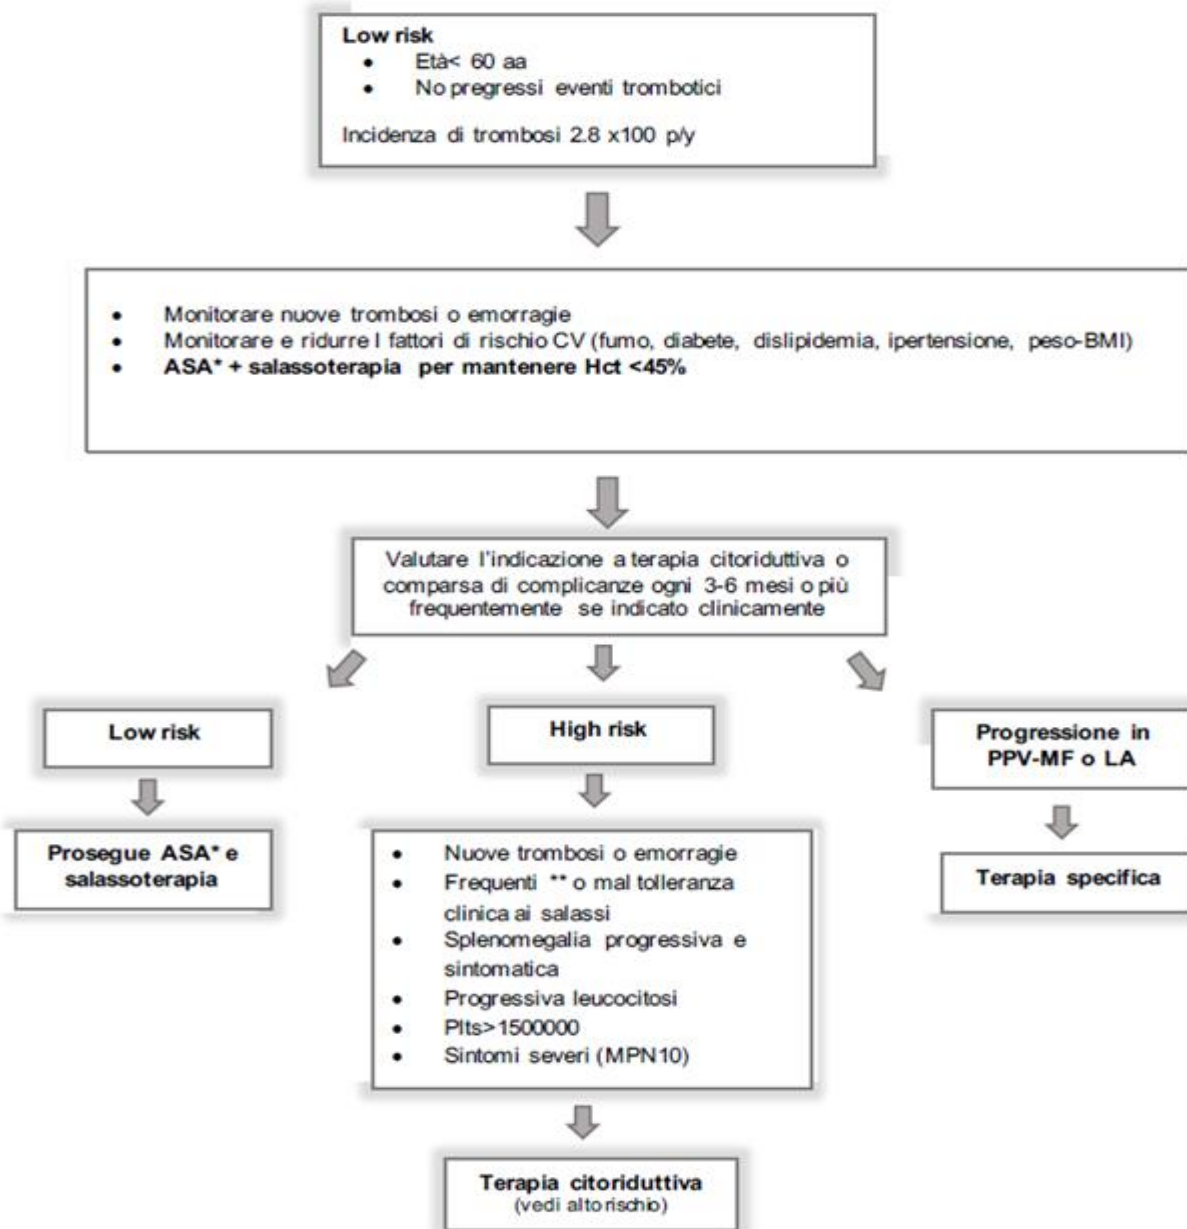 Low risk
• Età< 60 aa
• No pregressi eventi trombotici
Incidenza di trombosi 2.8 x100 p/y
• Monitorare nuove trombosi o emorragie
• Monitorare e ridurre I fattori di rischio CV (fumo, diabete, dislipidemia, ipertensione, peso-BMI)
• ASA* + salassoterapia per mantenere Hct <45%
Valutare l'indicazione a terapia citoriduttiva o
comparsa di complicanze ogni 3-6 mesi o più
frequentemente se indicato clinicamente
Low risk
Prosegue ASA* e
salassoterapia
High risk
• Nuove trombosi o emorragie
• Frequenti ** o mal tolleranza
clinica ai salassi
• Splenomegalia progressiva e
sintomatica
• Progressiva leucocitosi
• Plts>1500000
• Sintomi severi (MPN10)
Terapia citoriduttiva
(vedi alto rischio)
Progressione in
PPV-MF o LA
Terapia specifica